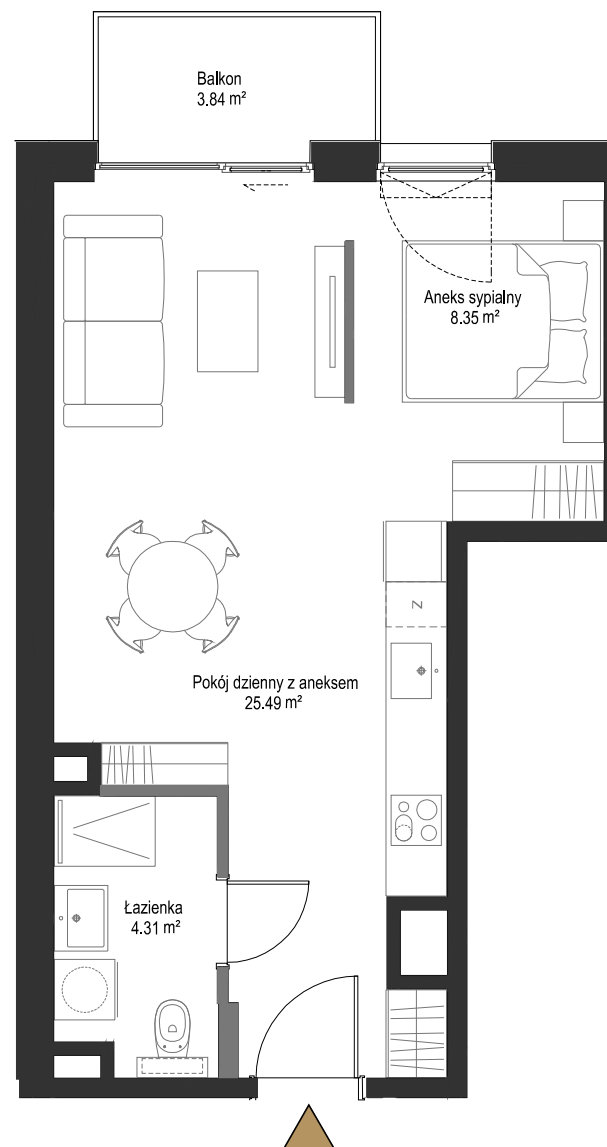 Balkon
3.84 m²
Aneks sypialny
8.35 m²
Z
Pokój dzienny z aneksem
25.49 m²
Łazienka
4.31 m²